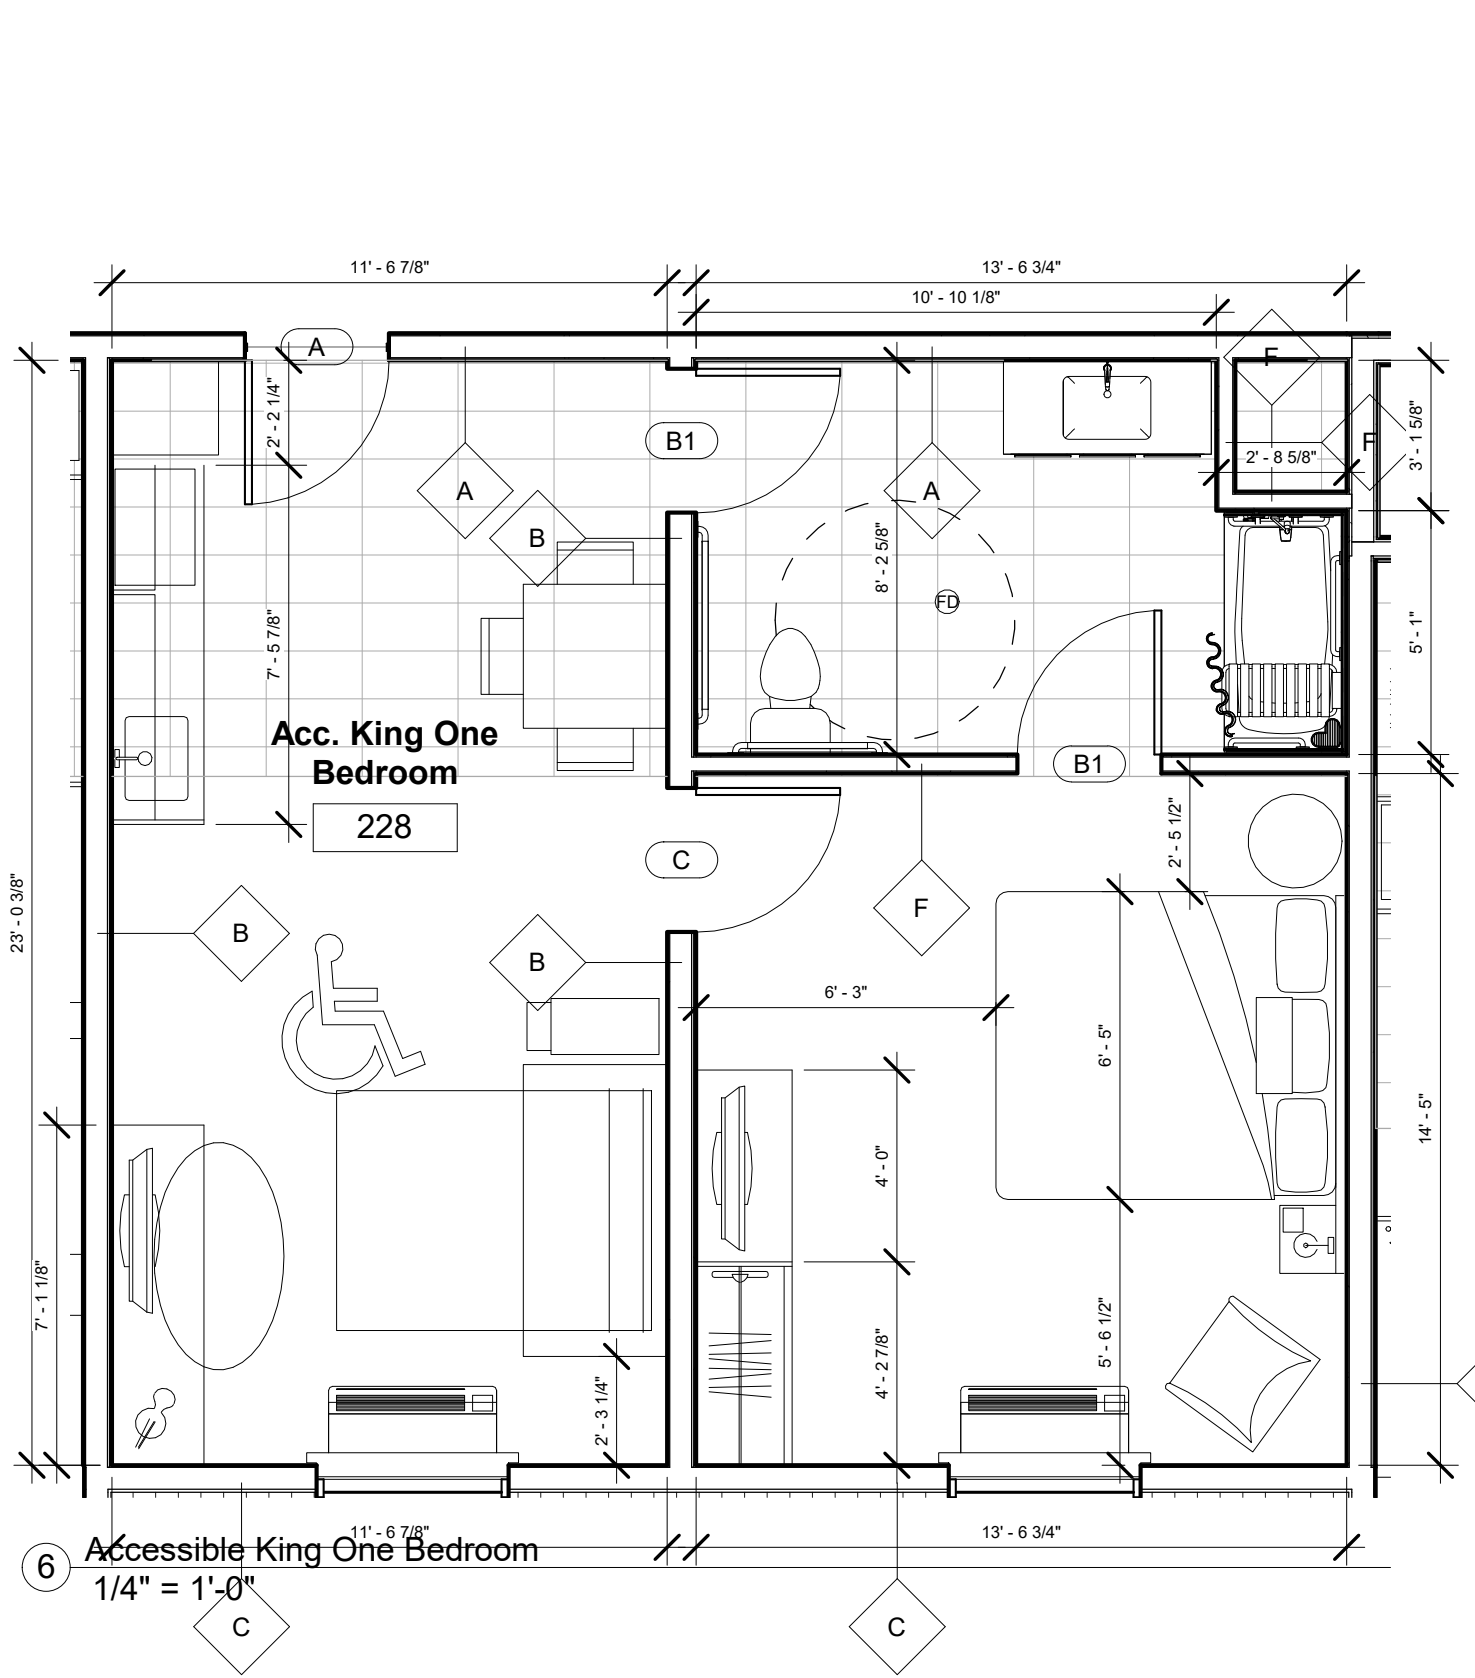 11' - 6 7/8"
13' - 6 3/4"
10' - 10 1/8"
A
F
2' - 2 1/4"
3' - 1 5/8"
B1
F
2' - 8 5/8"
A
A
B
8' - 2 5/8"
FD
7' - 5 7/8"
5' - 1"
Acc. King One
Bedroom
B1
228
2' - 5 1/2"
C
23' - 0 3/8"
F
B
B
6' - 3"
6' - 5"
14' - 5"
4' - 0"
7' - 1 1/8"
5' - 6 1/2"
4' - 2 7/8"
2' - 3 1/4"
11' - 6 7/8"
13' - 6 3/4"
6
Accessible King One Bedroom
1/4" = 1'-0"
C
C